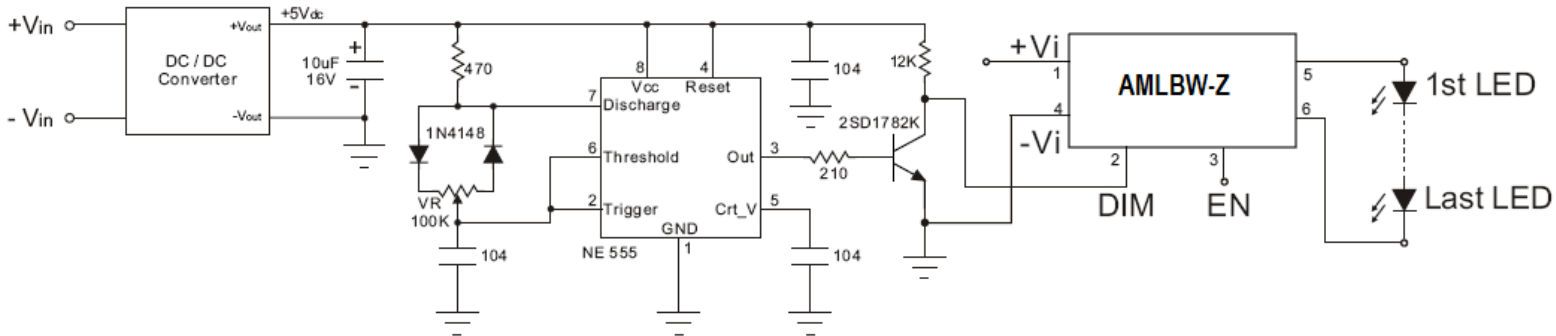 +Vin
- Vin
DC / DC
Converter
+Vout
-Vout
+5Vdc
+
10uF
16V
-
470
1N4148
VR
100K
104
8
Vcc
4
Reset
7
Discharge
6
Threshold
2
Trigger
Out
3
Crt_V
5
GND
1
NE 555
104
104
210
12K
2SD1782K
+Vi
1
4
-Vi
AMLBW-Z
2
DIM
3
EN
5
6
1st LED
Last LED